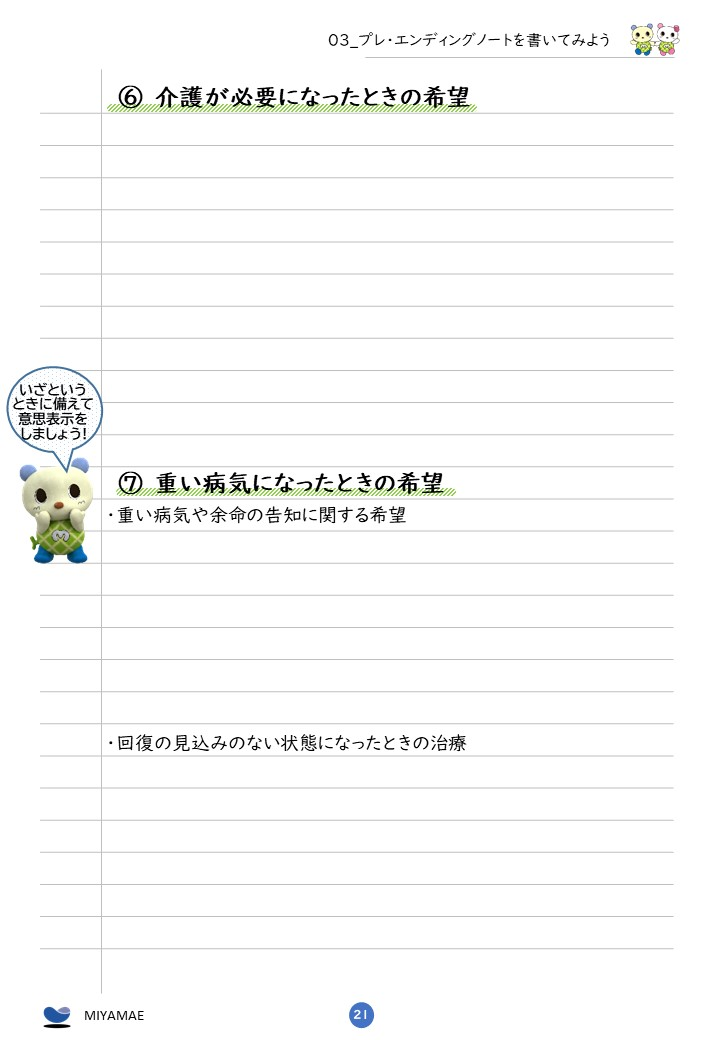 03_プレ・エンディングノートを書いてみよう
⑥ 介護が必要になったときの希望
いざという
ときに備えて
意思表示を
しましょう!
⑦ 重い病気になったときの希望
・重い病気や余命の告知に関する希望
・回復の見込みのない状態になったときの治療
MIYAMAE
21